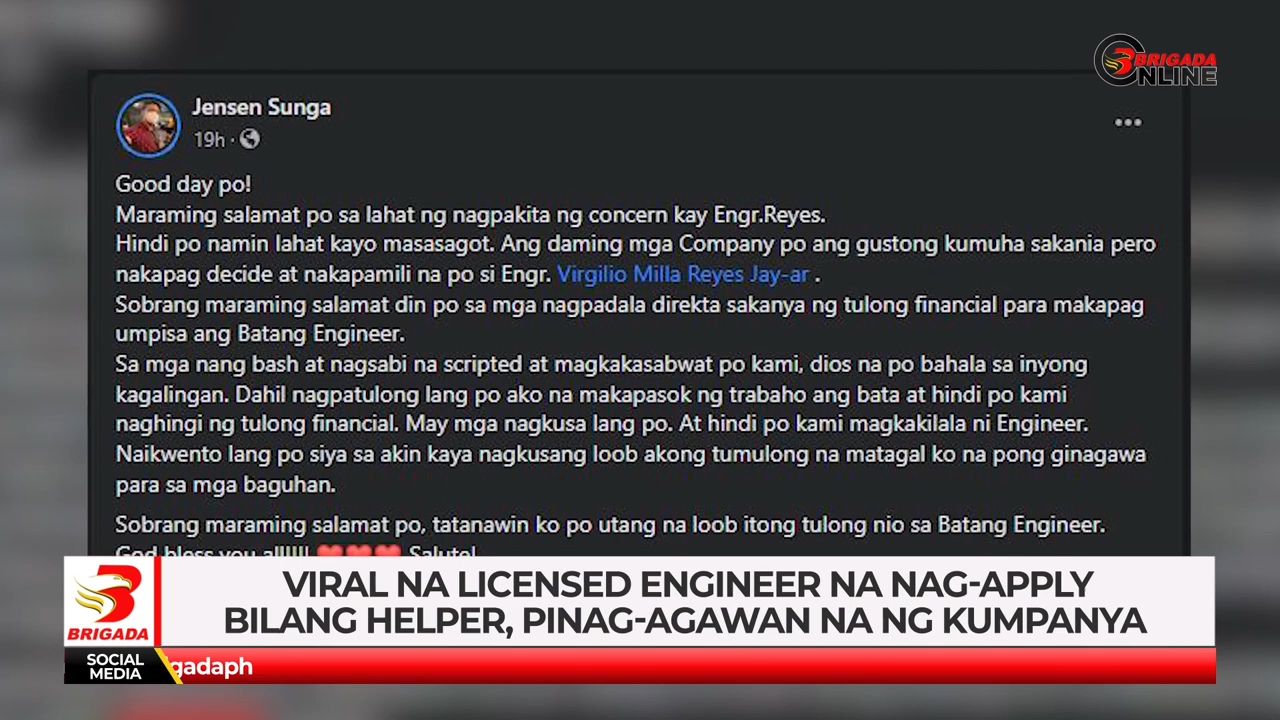 BRIGADA
ONLINE
Jensen Sunga
19h ·
Good day po!
Maraming salamat po sa lahat ng nagpakita ng concern kay Engr.Reyes.
Hindi po namin lahat kayo masasagot. Ang daming mga Company po ang gustong kumuha sakania pero
nakapag decide at nakapamili na po si Engr. Virgilio Milla Reyes Jay-ar .
Sobrang maraming salamat din po sa mga nagpadala direkta sakanya ng tulong financial para makapag
umpisa ang Batang Engineer.
Sa mga nang bash at nagsabi na scripted at magkakasabwat po kami, dios na po bahala sa inyong
kagalingan. Dahil nagpatulong lang po ako na makapasok ng trabaho ang bata at hindi po kami
naghingi ng tulong financial. May mga nagkusa lang po. At hindi po kami magkakilala ni Engineer.
Naikwento lang po siya sa akin kaya nagkusang loob akong tumulong na matagal ko na pong ginagawa
para sa mga baguhan.
Sobrang maraming salamat po, tatanawin ko po utang na loob itong tulong nio sa Batang Engineer.
God bless you all!!!!! ❤❤❤ Salute!
VIRAL NA LICENSED ENGINEER NA NAG-APPLY
BILANG HELPER, PINAG-AGAWAN NA NG KUMPANYA
BRIGADA
SOCIAL
MEDIA
gadaph